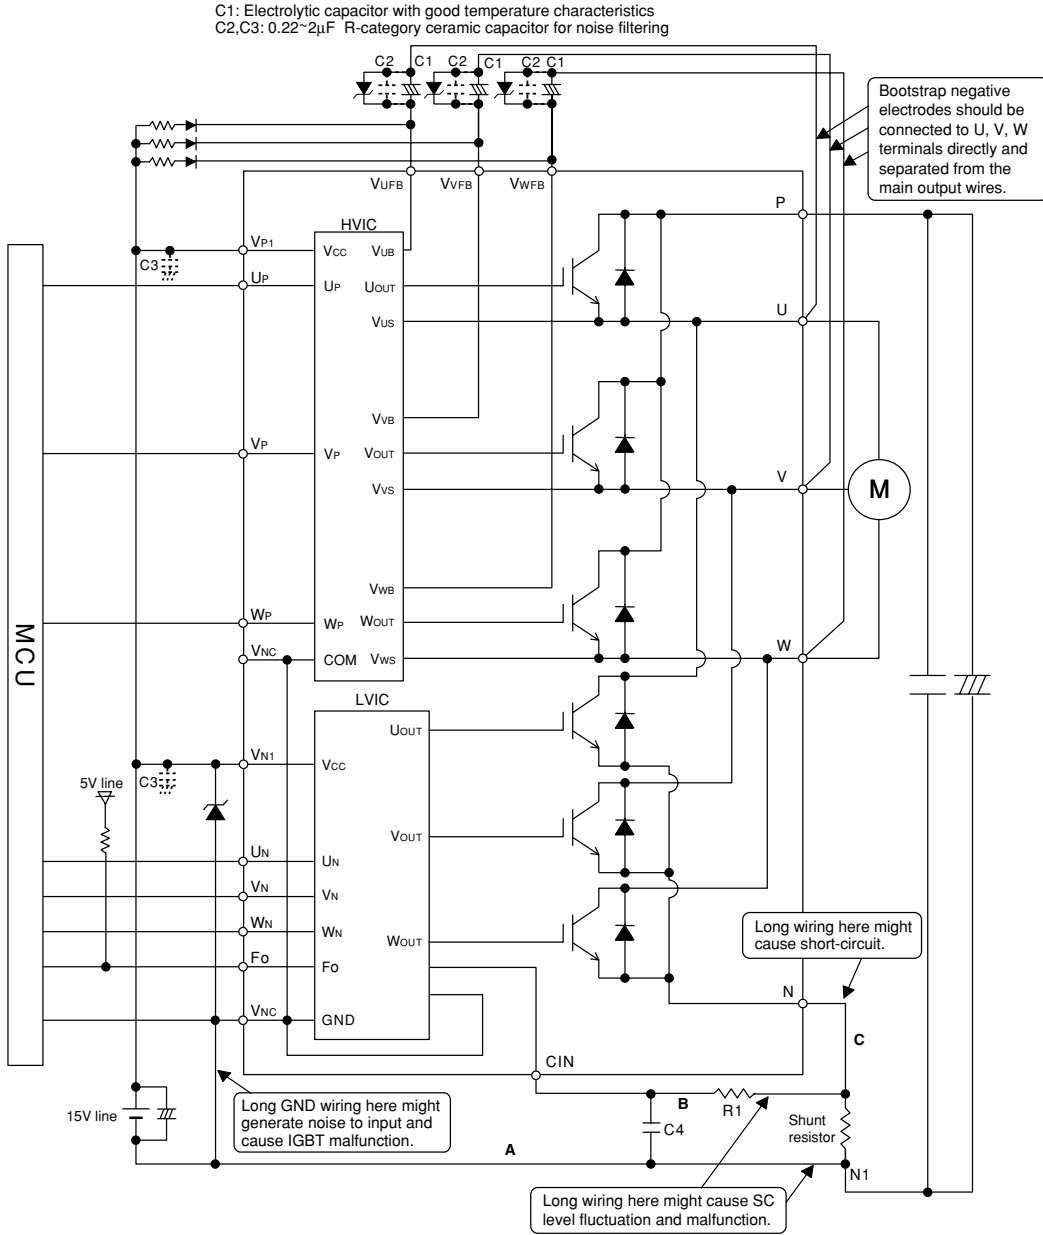 C1: Electrolytic capacitor with good temperature characteristics
C2,C3: 0.22~2μF R-category ceramic capacitor for noise filtering
C2 C1 C2 C1 C2 C1
Bootstrap negative
electrodes should be
connected to U, V, W
terminals directly and
separated from the
main output wires.
VUFB VVFB VWFB
P
HVIC
VP1 VCC VUB
C3
UP UP UOUT
U
VUS
VVB
VP VP VOUT
V
VVS
M
VWB
WP WP WOUT
MCU
VNC COM VWS
W
LVIC
UOUT
VN1 VCC
C3
5V line
VOUT
UN UN
VN VN
WN WN
WOUT
Long wiring here might
cause short-circuit.
FO FO
N
VNC GND
C
CIN
15V line
Long GND wiring here might
generate noise to input and
cause IGBT malfunction.
B
R1
C4
Shunt
resistor
A
N1
Long wiring here might cause SC
level fluctuation and malfunction.